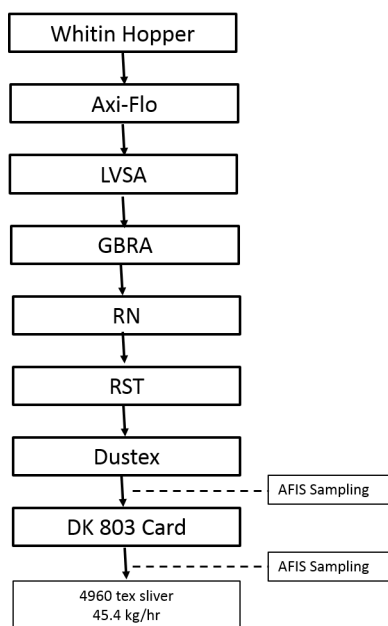 Whitin Hopper
Axi-Flo
LVSA
GBRA
RN
RST
Dustex
AFIS Sampling
DK 803 Card
AFIS Sampling
4960 tex sliver
45.4 kg/hr